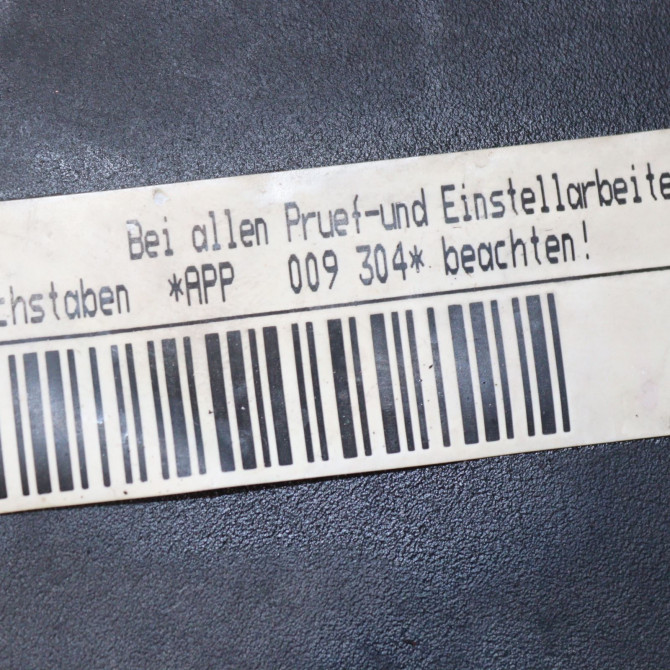 Bei allen Pruef-und Einstellarbeite
chstaben *APP 009 304* beachten!